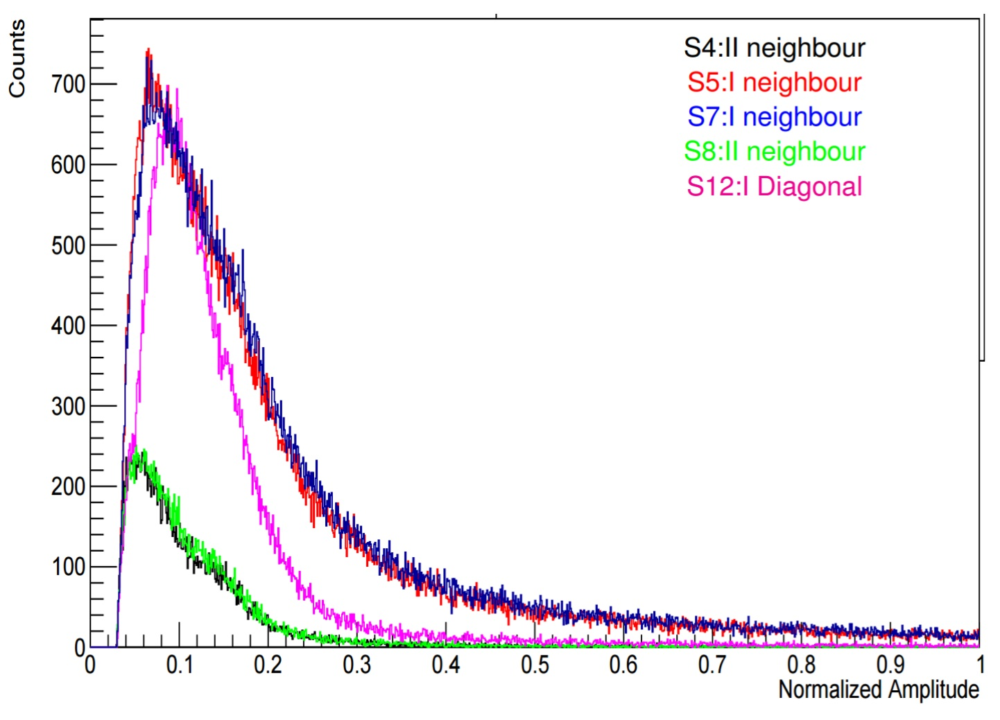 Counts
S4:II neighbour
S5:I neighbour
S7:I neighbour
S8:II neighbour
S12:I Diagonal
700
600
500
400
300
200
100
0
0 0.1 0.2 0.3 0.4 0.5 0.6 0.7 0.8 0.9 1
Normalized Amplitude